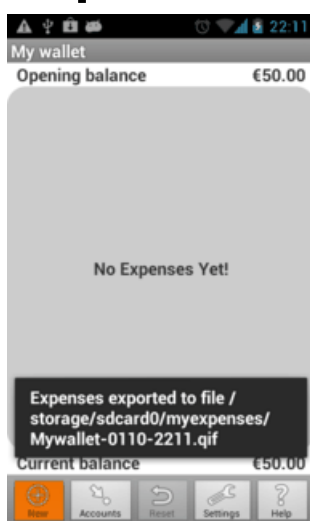 22:11
My wallet
Opening balance €50.00
No Expenses Yet!
Expenses exported to file /
storage/sdcard0/myexpenses/
Mywallet-0110-2211.qif
Current balance €50.00
New Accounts Reset Settings Help